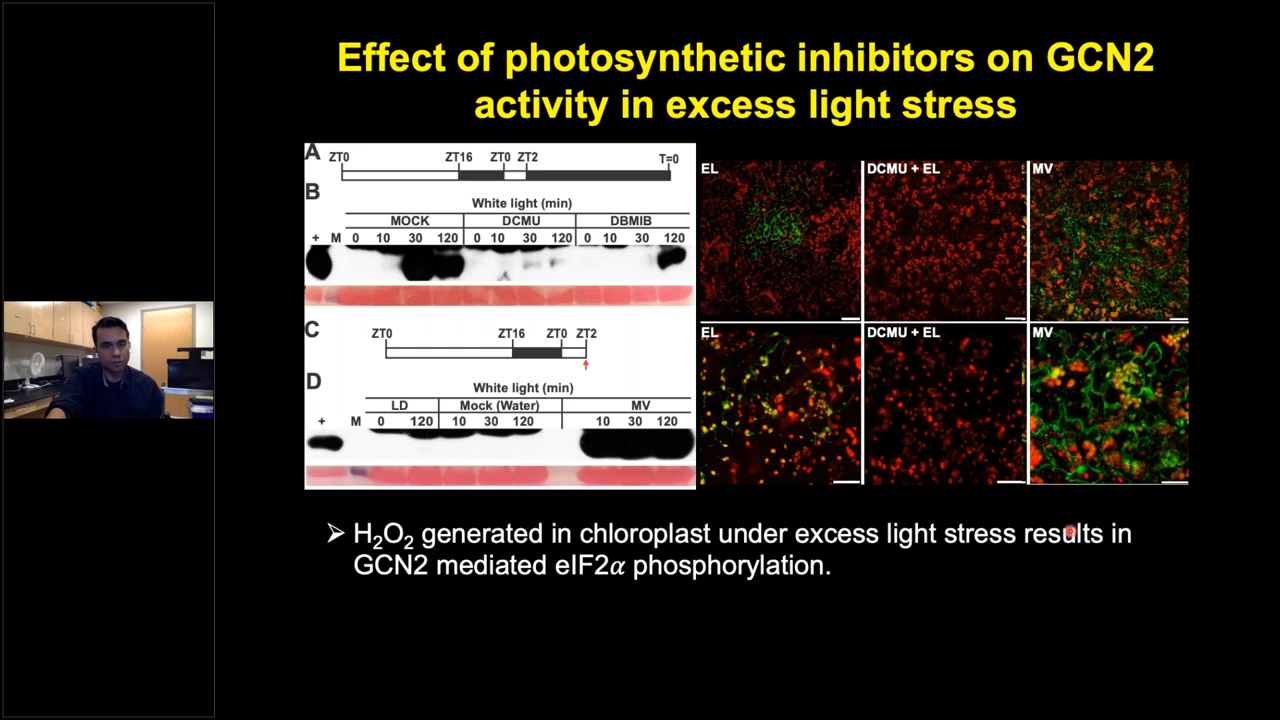 Effect of photosynthetic inhibitors on GCN2
activity in excess light stress
A
ZT0 ZT16 ZT0 ZT2 T=0
B
White light (min)
MOCK DCMU DBMIB
+ M 0 10 30 120 0 10 30 120 0 10 30 120
C
ZT0 ZT16 ZT0 ZT2
D
White light (min)
LD Mock (Water) MV
+ M 0 120 10 30 120 10 30 120
EL DCMU + EL MV
EL DCMU + EL MV
➢ H₂O₂ generated in chloroplast under excess light stress results in
GCN2 mediated eIF2α phosphorylation.